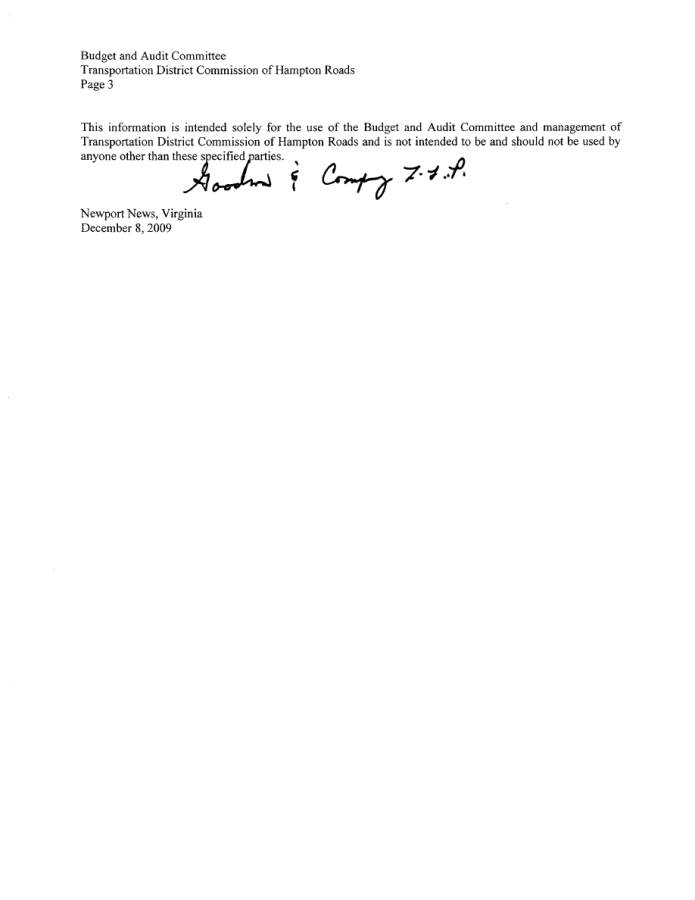 Budget and Audit Committee
Transportation District Commission of Hampton Roads
Page 3
This information is intended solely for the use of the Budget and Audit Committee and management of
Transportation District Commission of Hampton Roads and is not intended to be and should not be used by
anyone other than these specified parties.
& Company L.L.P.
Newport News, Virginia
December 8, 2009